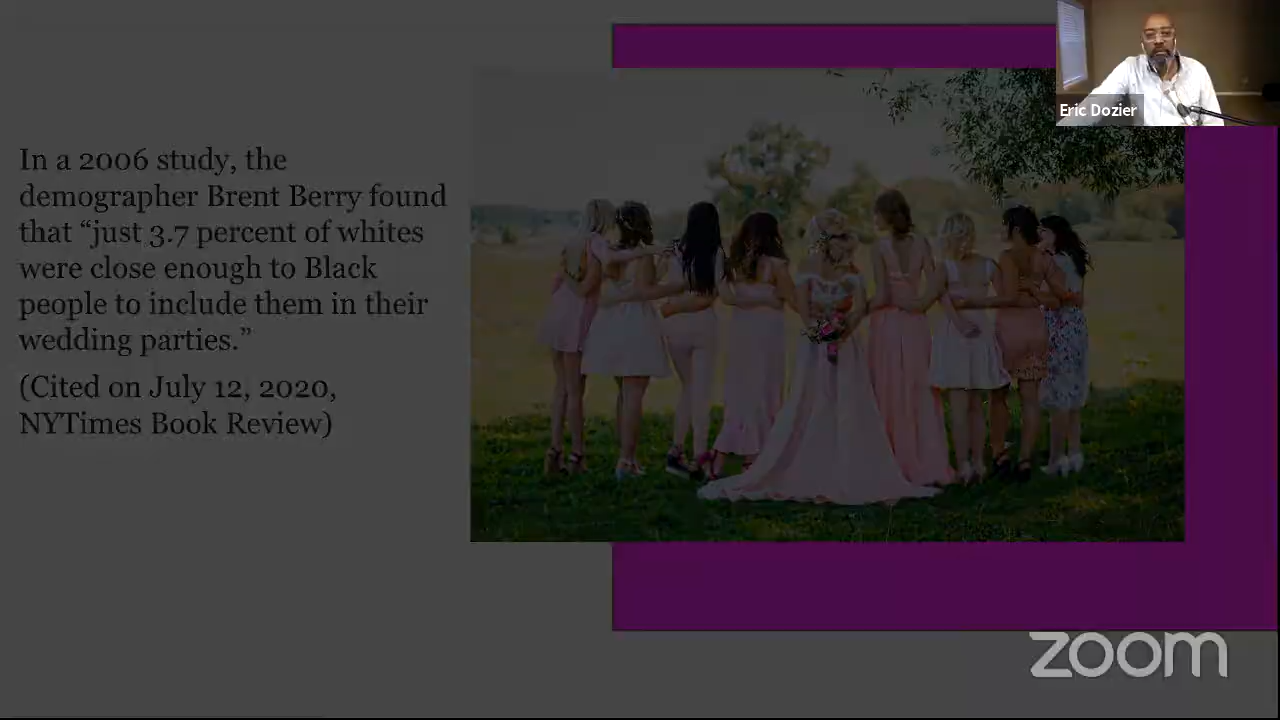 Eric Dozier
In a 2006 study, the
demographer Brent Berry found
that “just 3.7 percent of whites
were close enough to Black
people to include them in their
wedding parties.”
(Cited on July 12, 2020,
NYTimes Book Review)
zoom